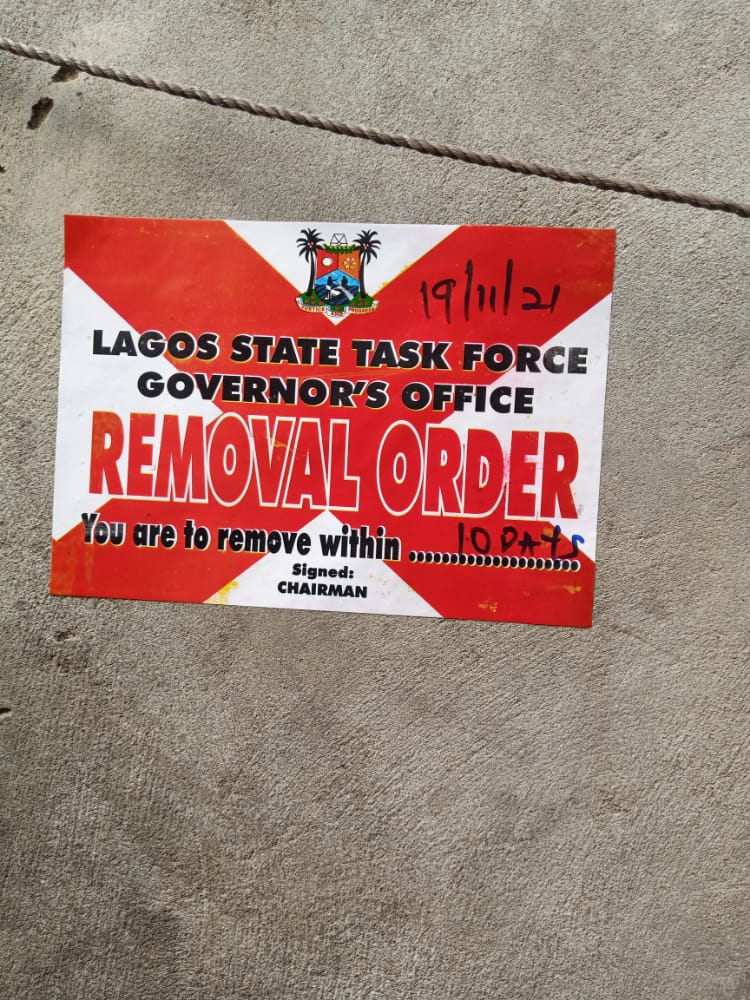 19/11/21
LAGOS STATE TASK FORCE
GOVERNOR'S OFFICE
REMOVAL ORDER
You are to remove within 10 DAYS
Signed:
CHAIRMAN